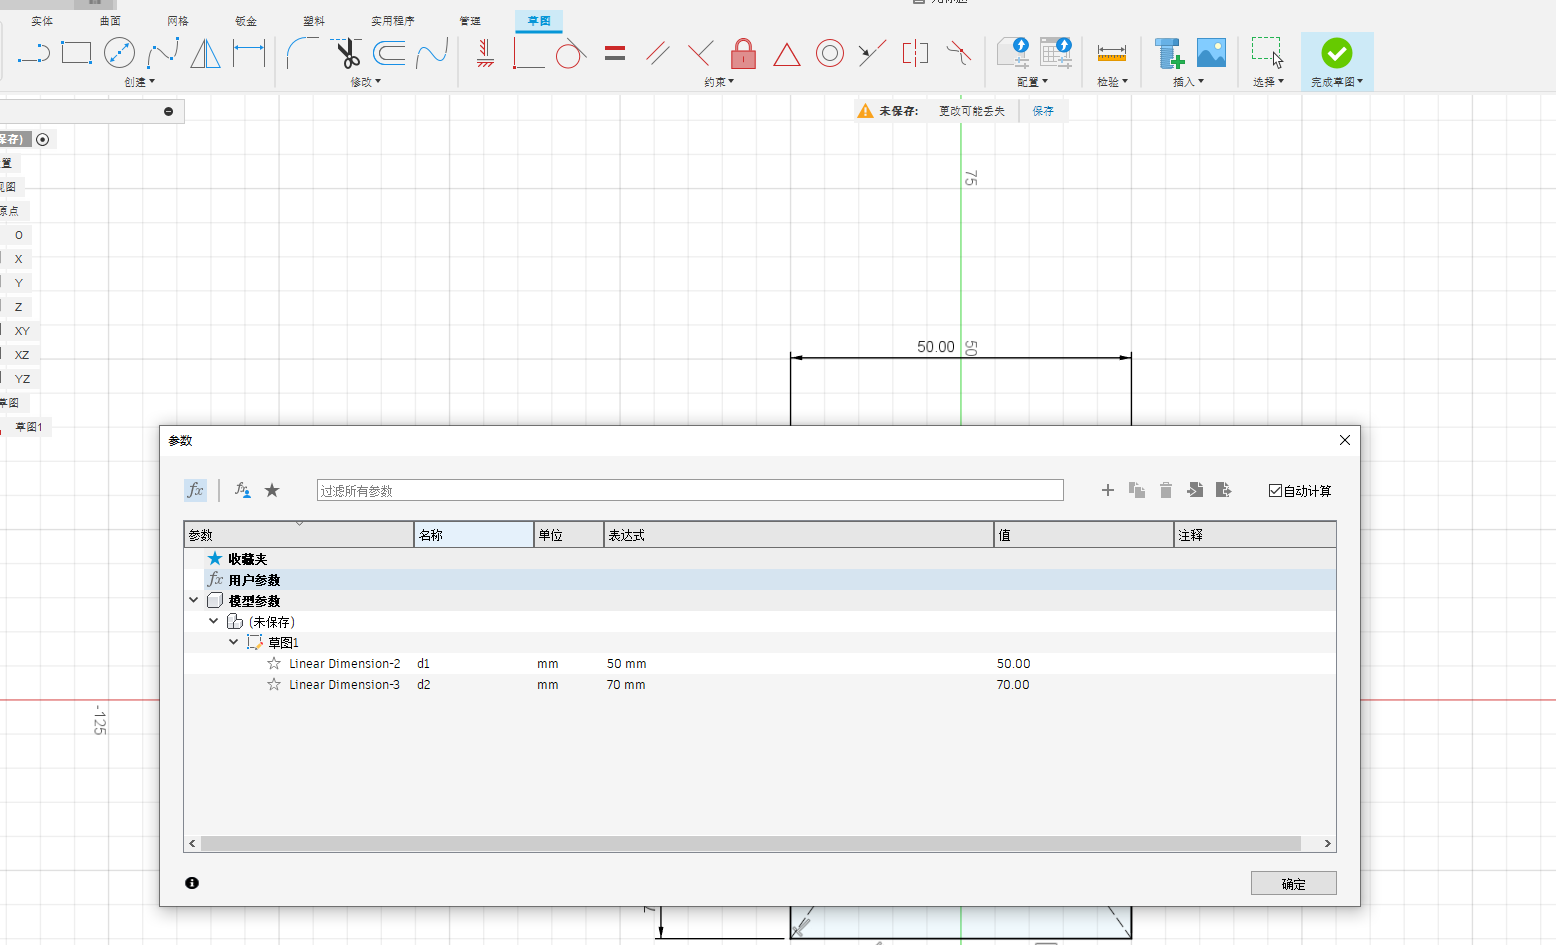 实体 曲面 网格 钣金 塑料 实用程序 管理 草图
创建 修改 约束 配置 检验 插入 选择 完成草图
未保存: 更改可能丢失 保存
保存)
置
视图
原点
O
X
Y
Z
XY
XZ
YZ
草图
草图1
75
50.00 50
-125
参数
fx
过滤所有参数
自动计算
参数 名称 单位 表达式 值 注释
收藏夹
fx 用户参数
模型参数
(未保存)
草图1
Linear Dimension-2 d1 mm 50 mm 50.00
Linear Dimension-3 d2 mm 70 mm 70.00
确定